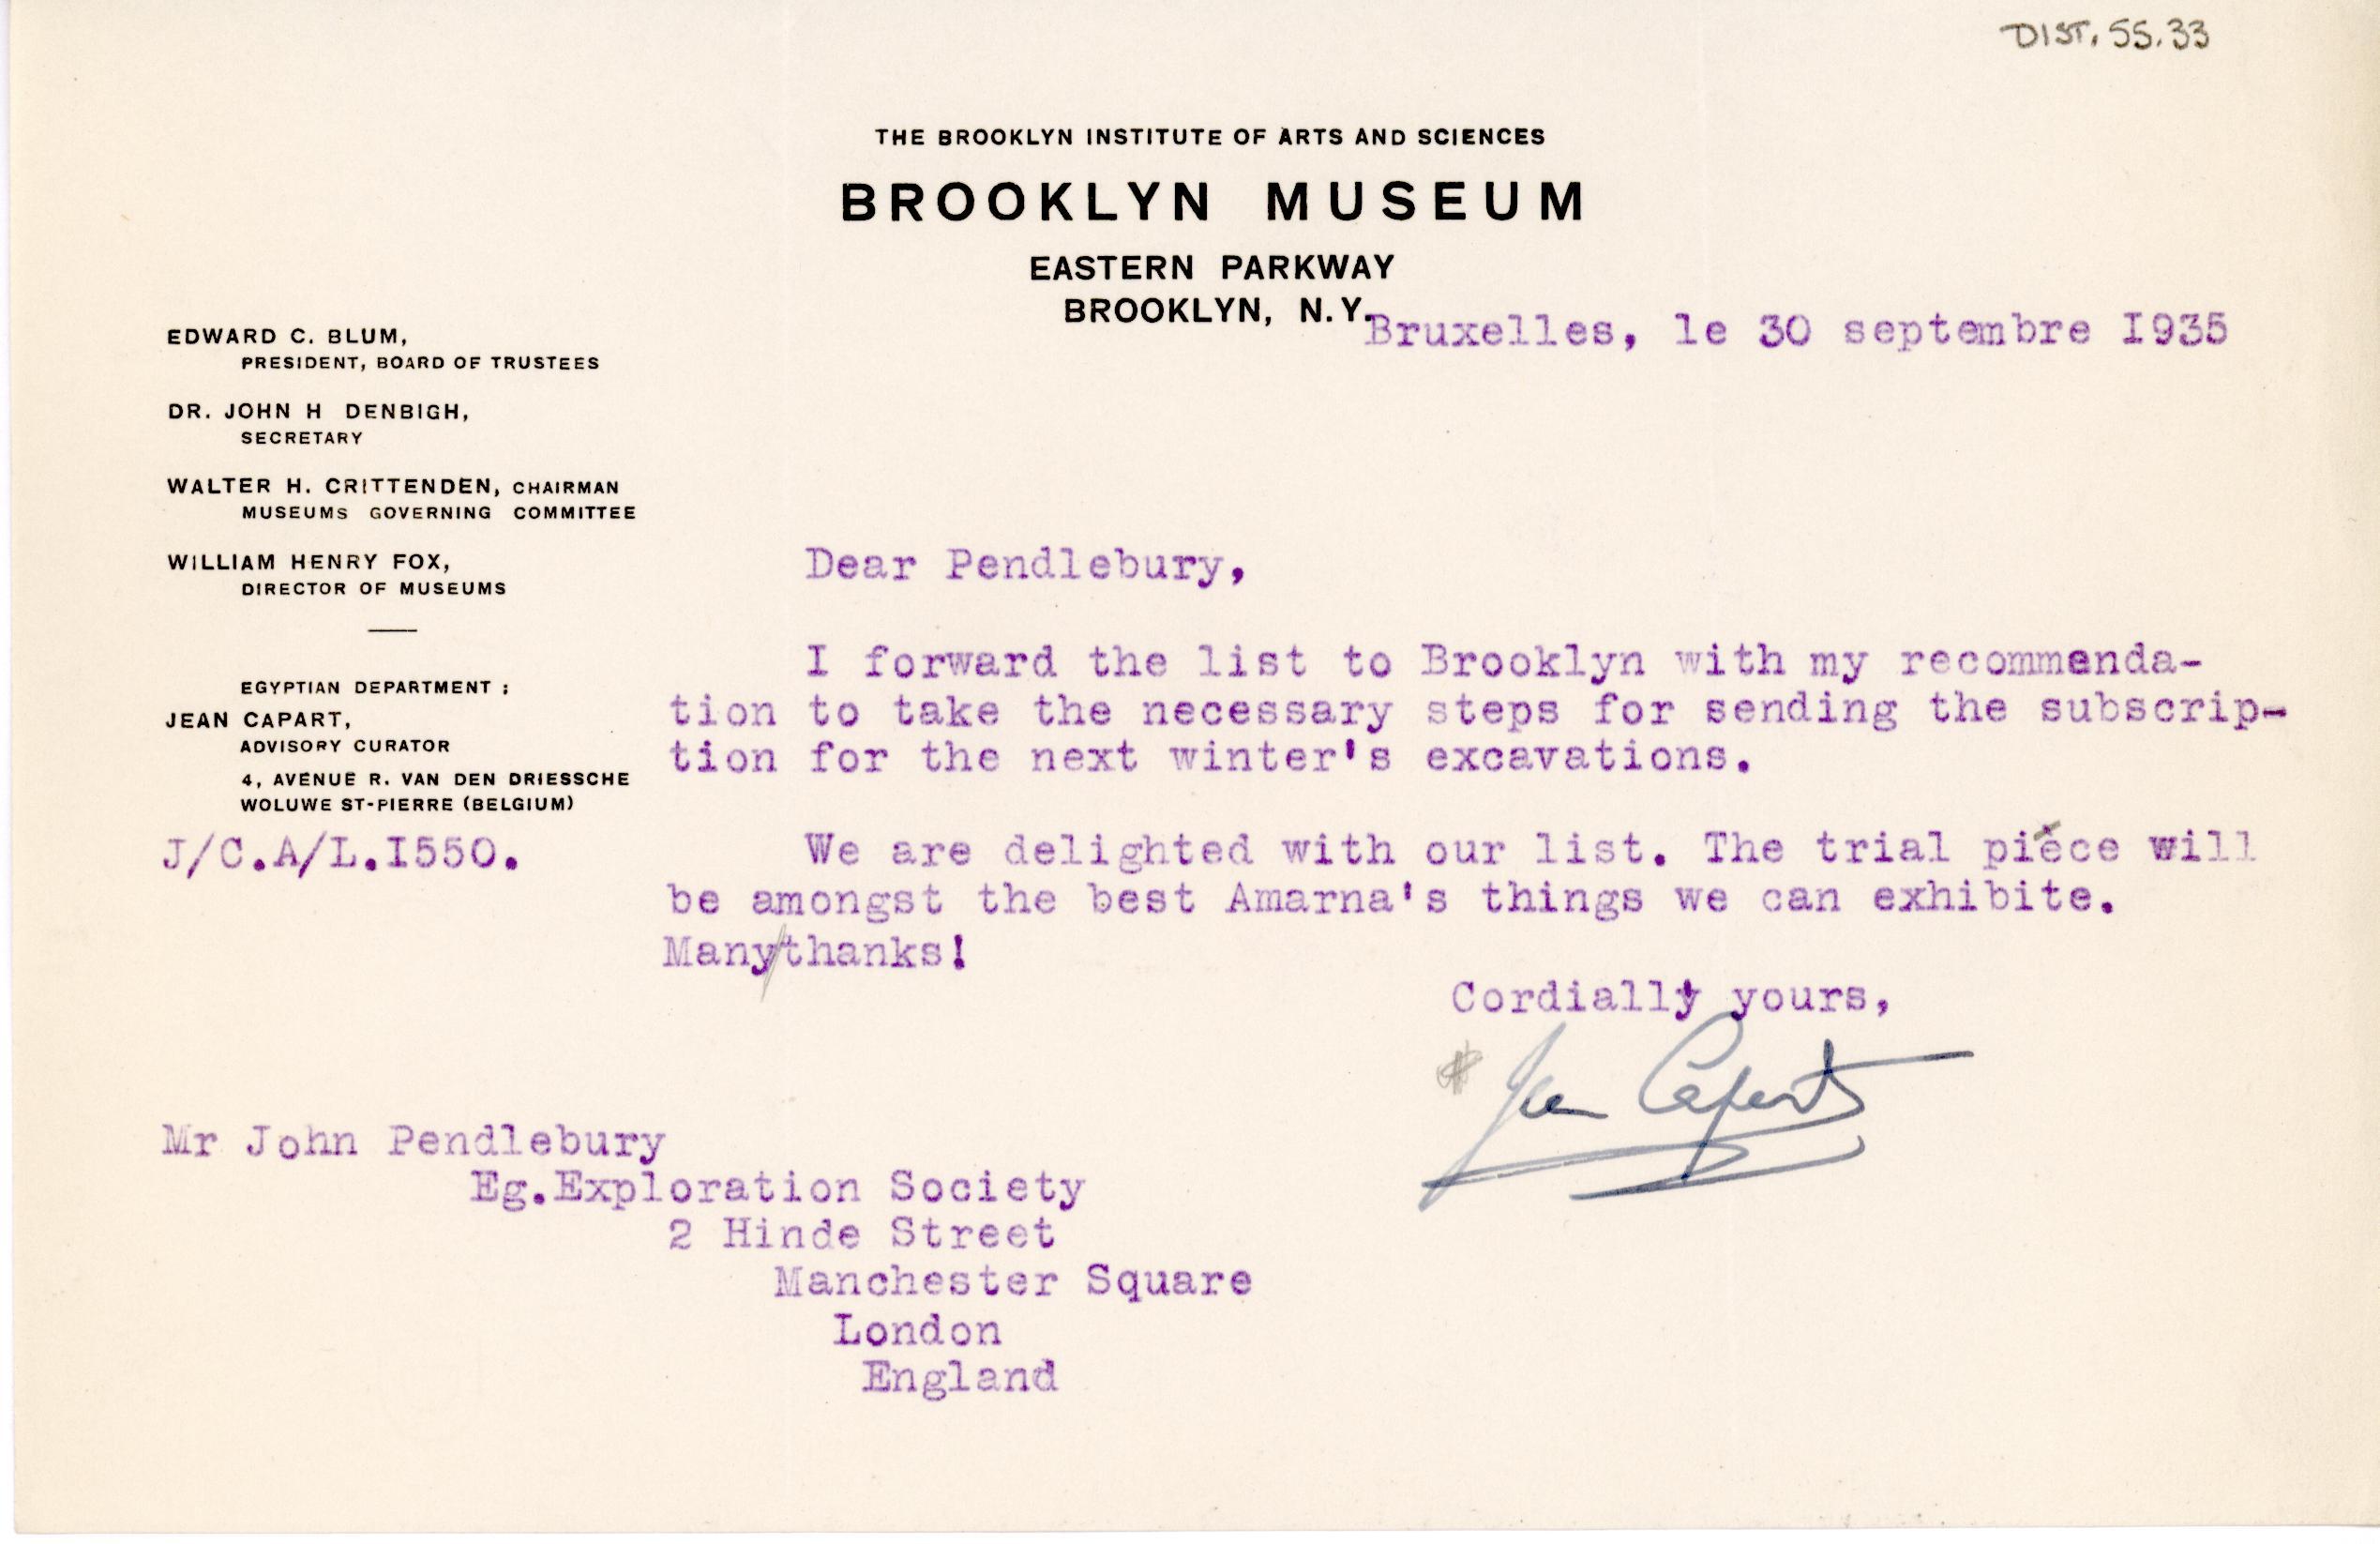 DIST. 55.33
THE BROOKLYN INSTITUTE OF ARTS AND SCIENCES
BROOKLYN MUSEUM
EASTERN PARKWAY
BROOKLYN, N.Y.
Bruxelles, le 30 septembre I935
EDWARD C. BLUM,
PRESIDENT, BOARD OF TRUSTEES
DR. JOHN H DENBIGH,
SECRETARY
WALTER H. CRITTENDEN, CHAIRMAN
MUSEUMS GOVERNING COMMITTEE
WILLIAM HENRY FOX,
DIRECTOR OF MUSEUMS
EGYPTIAN DEPARTMENT ;
JEAN CAPART,
ADVISORY CURATOR
4, AVENUE R. VAN DEN DRIESSCHE
WOLUWE ST-PIERRE (BELGIUM)
J/C.A/L.I550.
Dear Pendlebury,
I forward the list to Brooklyn with my recommenda-
tion to take the necessary steps for sending the subscrip-
tion for the next winter's excavations.
We are delighted with our list. The trial pièce will
be amongst the best Amarna's things we can exhibite.
Many/thanks!
Cordially yours,
Jean Capart
Mr John Pendlebury
Eg.Exploration Society
2 Hinde Street
Manchester Square
London
England